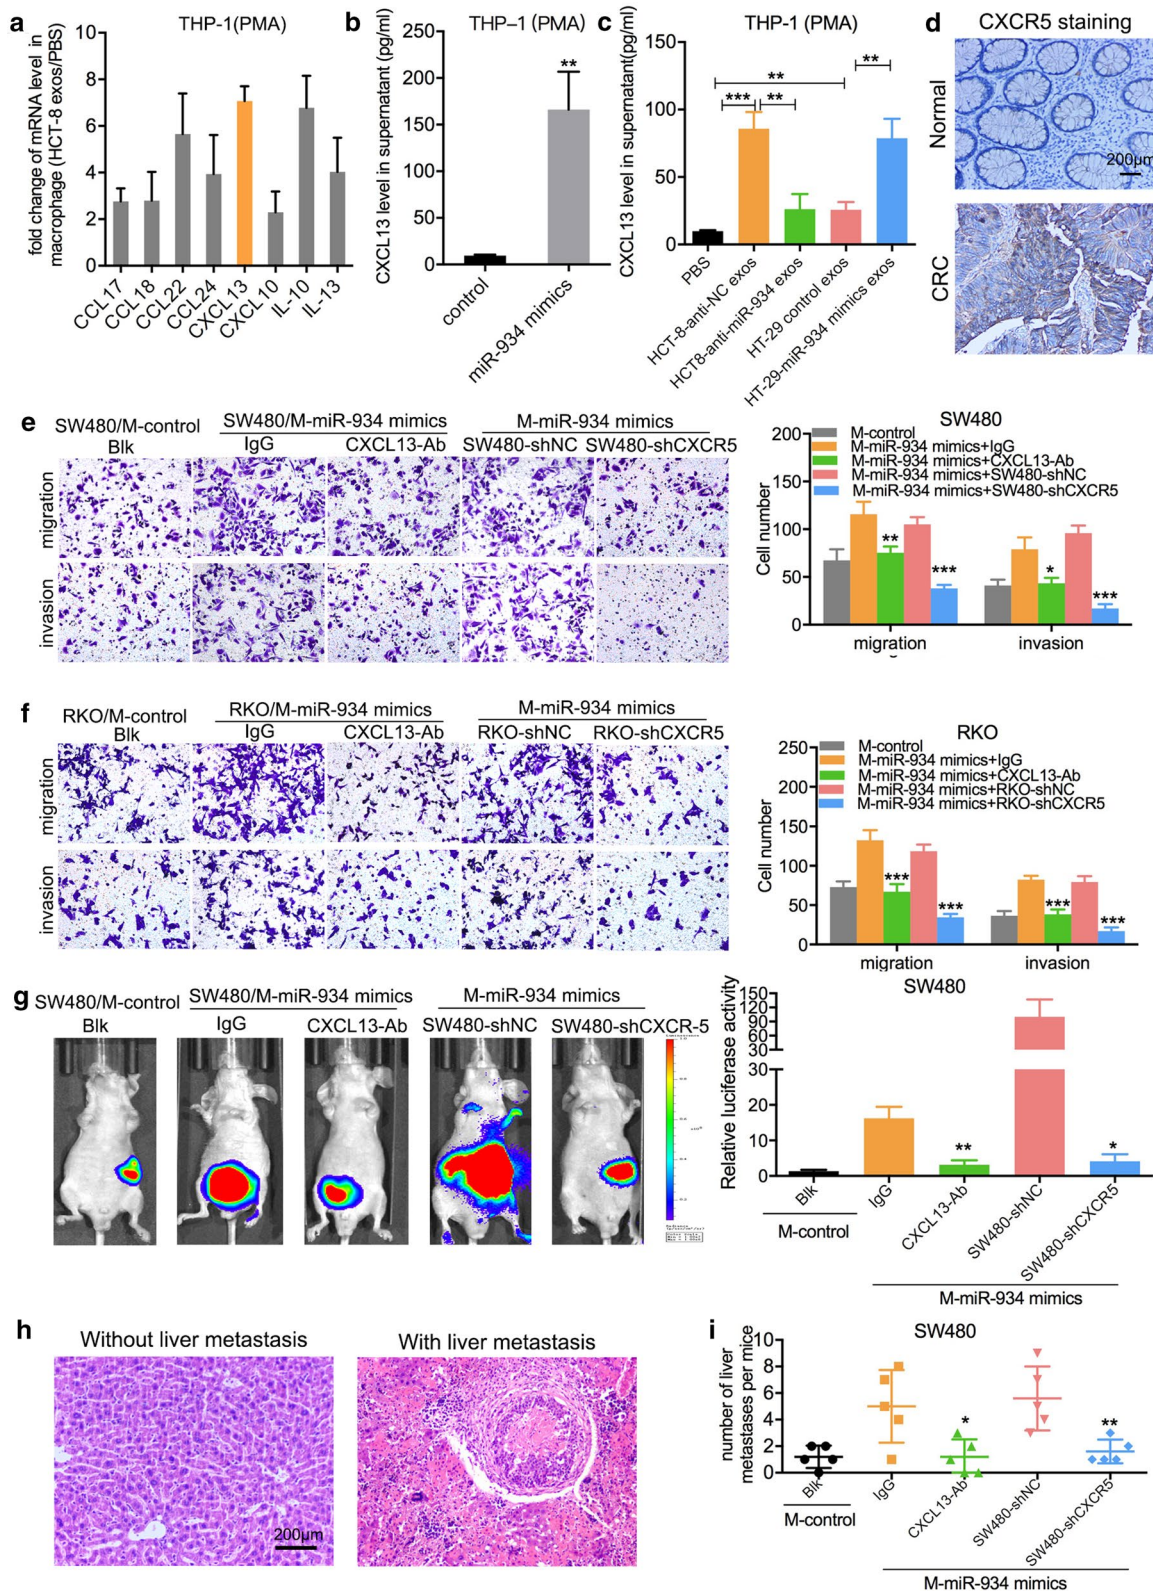 a
THP-1(PMA)
fold change of mRNA level in
macrophage (HCT-8 exos/PBS)
10
8
6
4
2
0
CCL17
CCL18
CCL22
CCL24
CXCL13
CXCL10
IL-10
IL-13
b
THP–1 (PMA)
CXCL13 level in supernatant (pg/ml)
250
200
150
100
50
0
**
control
miR-934 mimics
c
THP-1 (PMA)
CXCL13 level in supernatant(pg/ml)
150
100
50
0
**
**
*** **
PBS
HCT-8-anti-NC exos
HCT8-anti-miR-934 exos
HT-29 control exos
HT-29-miR-934 mimics exos
d
CXCR5 staining
Normal
200μm
CRC
e
SW480/M-control
SW480/M-miR-934 mimics
M-miR-934 mimics
Blk
IgG
CXCL13-Ab
SW480-shNC
SW480-shCXCR5
migration
invasion
SW480
Cell number
200
150
100
50
0
M-control
M-miR-934 mimics+IgG
M-miR-934 mimics+CXCL13-Ab
M-miR-934 mimics+SW480-shNC
M-miR-934 mimics+SW480-shCXCR5
**
***
*
***
migration
invasion
f
RKO/M-control
RKO/M-miR-934 mimics
M-miR-934 mimics
Blk
IgG
CXCL13-Ab
RKO-shNC
RKO-shCXCR5
migration
invasion
RKO
Cell number
250
200
150
100
50
0
M-control
M-miR-934 mimics+IgG
M-miR-934 mimics+CXCL13-Ab
M-miR-934 mimics+RKO-shNC
M-miR-934 mimics+RKO-shCXCR5
***
***
***
***
migration
invasion
g
SW480/M-control
SW480/M-miR-934 mimics
M-miR-934 mimics
Blk
IgG
CXCL13-Ab
SW480-shNC
SW480-shCXCR-5
SW480
Relative luciferase activity
150
120
90
60
30
30
20
10
0
**
*
Blk
IgG
CXCL13-Ab
SW480-shNC
SW480-shCXCR5
M-control
M-miR-934 mimics
h
Without liver metastasis
With liver metastasis
200μm
i
SW480
number of liver
metastases per mice
10
8
6
4
2
0
*
**
Blk
IgG
CXCL13-Ab
SW480-shNC
SW480-shCXCR5
M-control
M-miR-934 mimics